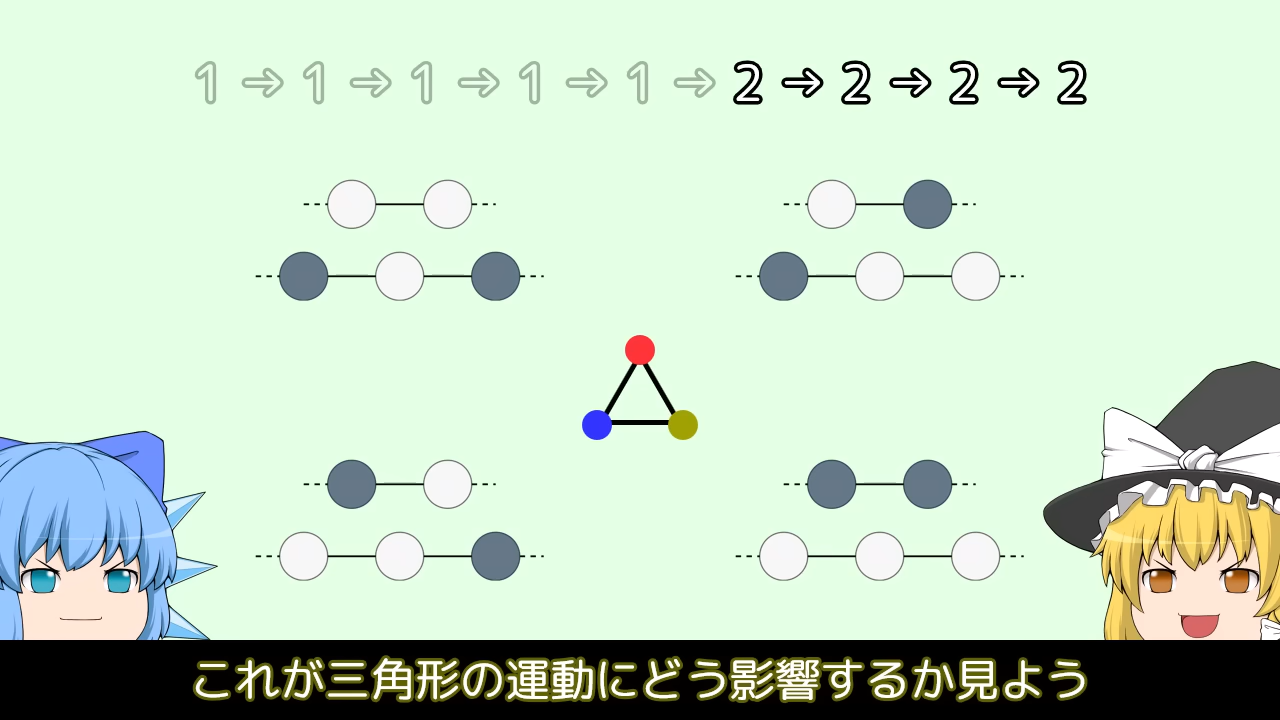 1 → 1 → 1 → 1 → 1 → 2 → 2 → 2 → 2
これが三角形の運動にどう影響するか見よう